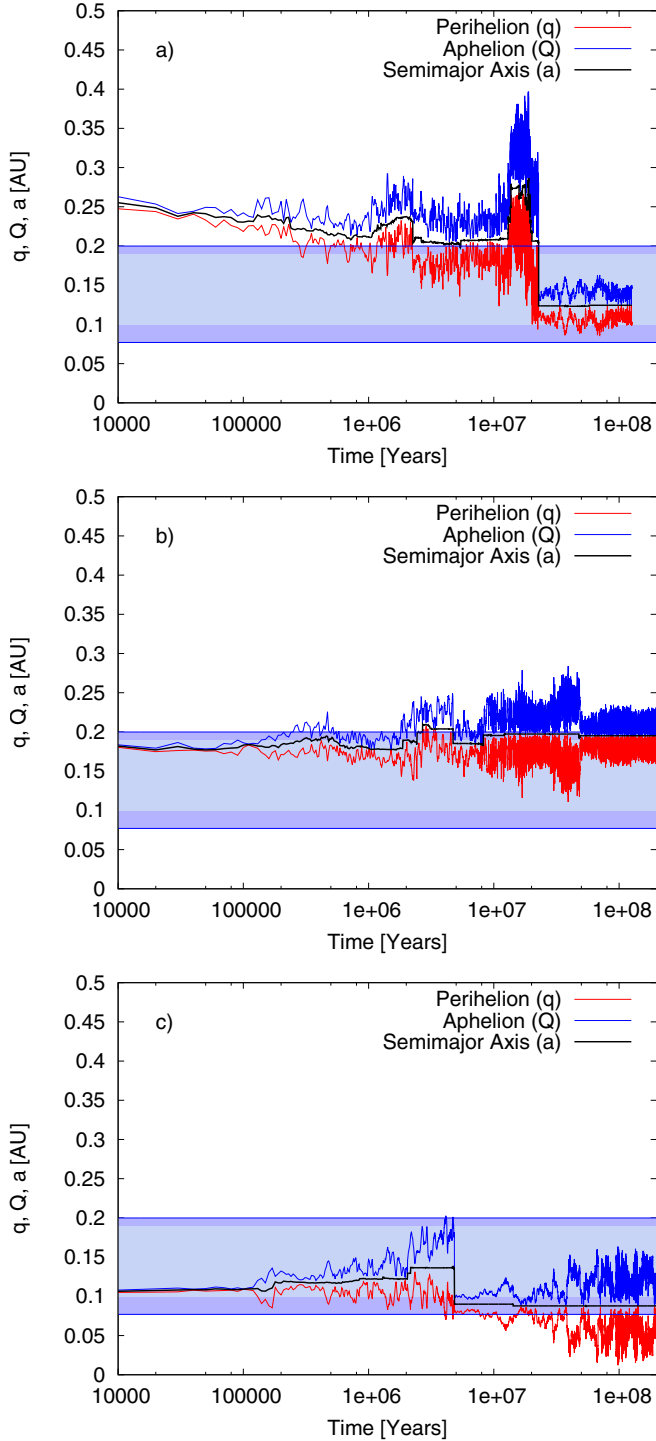 0.5
Perihelion (q)
a)
Aphelion (Q)
0.45
Semimajor Axis (a)
0.4
0.35
q, Q, a [AU]
0.3
0.25
0.2
0.15
0.1
0.05
0
10000 100000 1e+06 1e+07 1e+08
Time [Years]
0.5
Perihelion (q)
b)
Aphelion (Q)
0.45
Semimajor Axis (a)
0.4
0.35
q, Q, a [AU]
0.3
0.25
0.2
0.15
0.1
0.05
0
10000 100000 1e+06 1e+07 1e+08
Time [Years]
0.5
Perihelion (q)
c)
Aphelion (Q)
0.45
Semimajor Axis (a)
0.4
0.35
q, Q, a [AU]
0.3
0.25
0.2
0.15
0.1
0.05
0
10000 100000 1e+06 1e+07 1e+08
Time [Years]